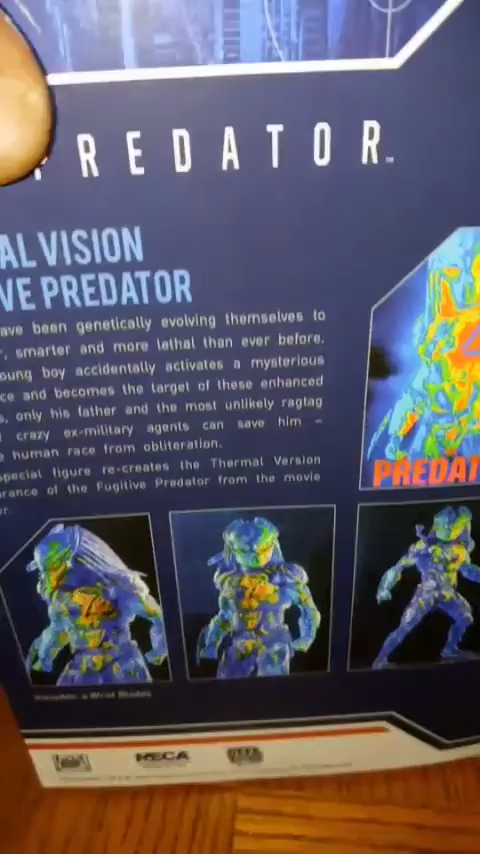 PREDATOR™
AL VISION
VE PREDATOR
ave been genetically evolving themselves to
, smarter and more lethal than ever before.
oung boy accidentally activates a mysterious
ce and becomes the target of these enhanced
s, only his father and the most unlikely ragtag
crazy ex-military agents can save him –
human race from obliteration.
pecial figure re-creates the Thermal Version
rance of the Fugitive Predator from the movie
r.
PREDAT
NECA